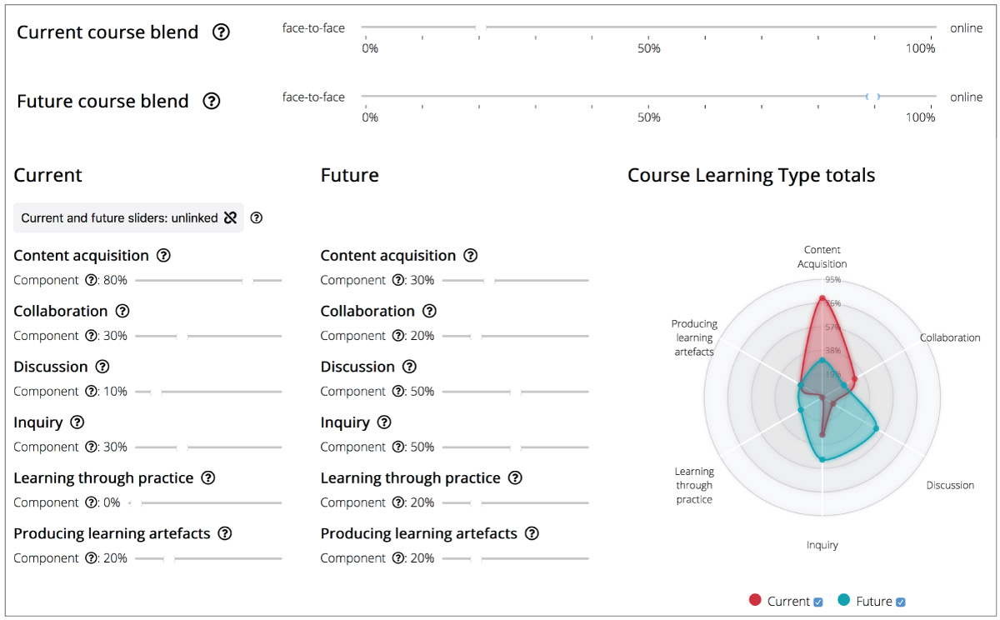 Current course blend ? face-to-face online
0% 50% 100%
Future course blend ? face-to-face online
0% 50% 100%
Current
Current and future sliders: unlinked ?
Content acquisition ?
Component ?: 80%
Collaboration ?
Component ?: 30%
Discussion ?
Component ?: 10%
Inquiry ?
Component ?: 30%
Learning through practice ?
Component ?: 0%
Producing learning artefacts ?
Component ?: 20%
Future
Content acquisition ?
Component ?: 30%
Collaboration ?
Component ?: 20%
Discussion ?
Component ?: 50%
Inquiry ?
Component ?: 50%
Learning through practice ?
Component ?: 20%
Producing learning artefacts ?
Component ?: 20%
Course Learning Type totals
Content
Acquisition
95%
76%
57%
38%
19%
Collaboration
Discussion
Inquiry
Learning
through
practice
Producing
learning
artefacts
Current Future